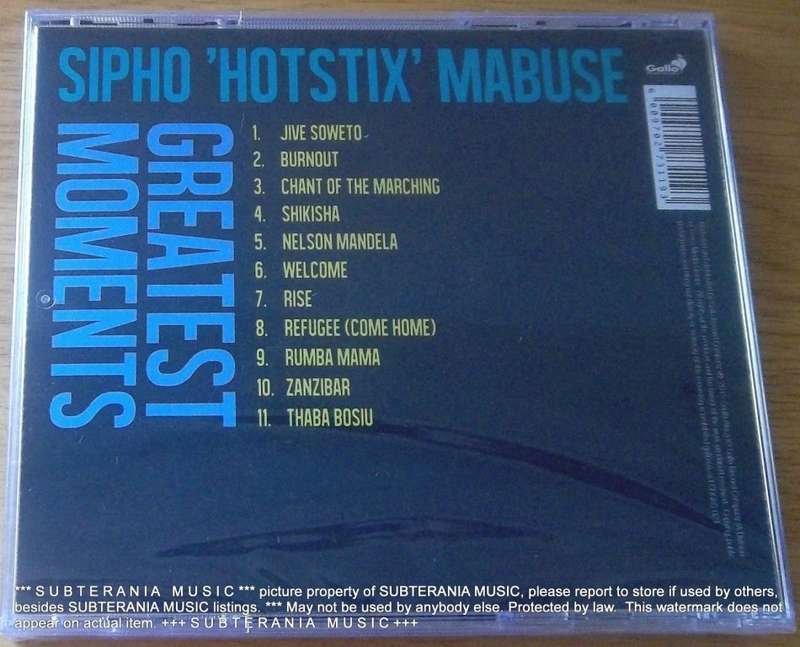 SIPHO 'HOTSTIX' MABUSE
Gallo
GREATEST
MOMENTS
1. JIVE SOWETO
2. BURNOUT
3. CHANT OF THE MARCHING
4. SHIKISHA
5. NELSON MANDELA
6. WELCOME
7. RISE
8. REFUGEE (COME HOME)
9. RUMBA MAMA
10. ZANZIBAR
11. THABA BOSIU
6 009702 731193
*** S U B T E R A N I A  M U S I C *** picture property of SUBTERANIA MUSIC, please report to store if used by others,
besides SUBTERANIA MUSIC listings. *** May not be used by anybody else. Protected by law. This watermark does not
appear on actual item. +++ S U B T E R A N I A  M U S I C +++